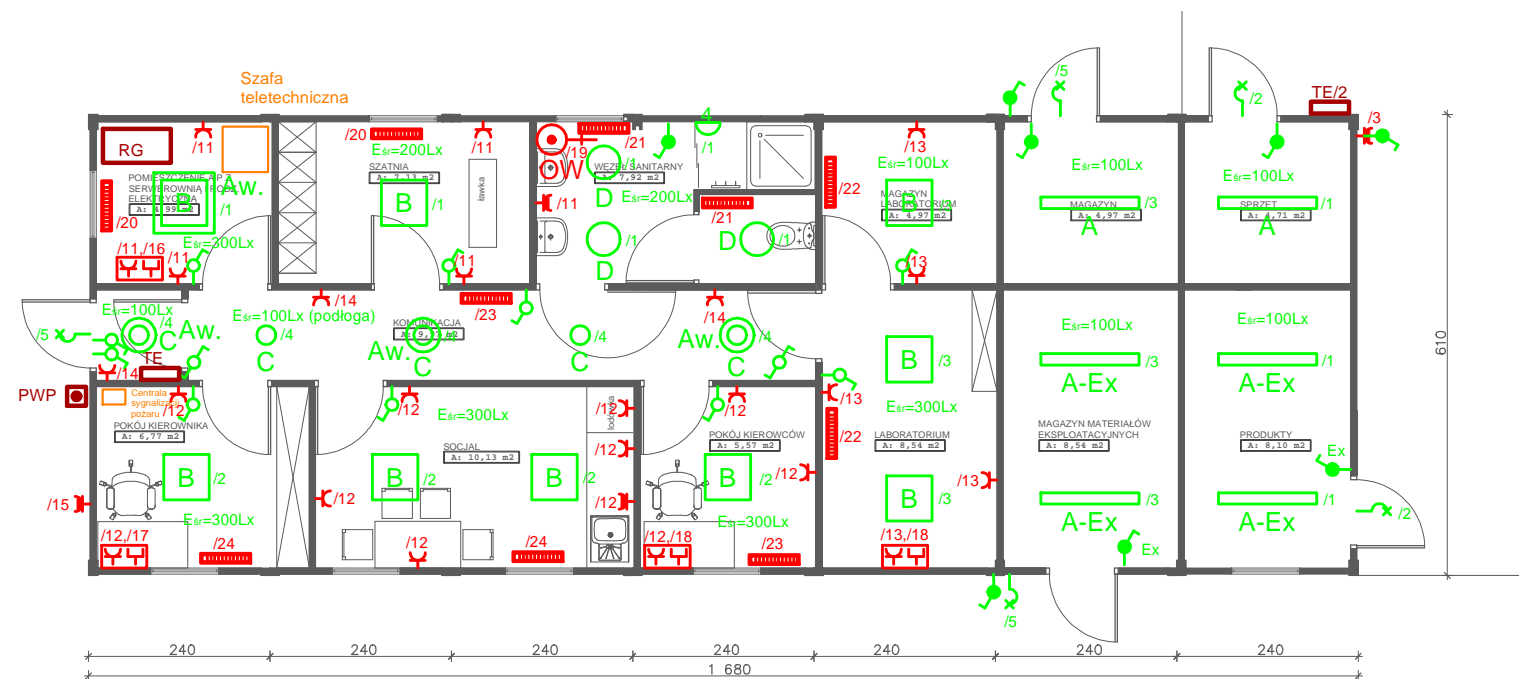 Szafa
teletechniczna
/5
/2
TE/2
/3
RG
/11
/20
Eśr=200Lx
/11
/19
/21
4
/1
/13
SZATNIA
A: 7,13 m2
WĘZEŁ SANITARNY
A: 7,92 m2
Eśr=100Lx
Eśr=100Lx
Eśr=100Lx
POMIESZCZENIE
SERWEROWNIĄ I
ELEKTRYCZNA
Aw.
B
/1
/20
ławka
B
/1
W
/1
D
Eśr=200Lx
/11
/21
/22
MAGAZYN
LABORATORIUM
A: 4,97 m2
MAGAZYN
A: 4,97 m2
/3
A
SPRZĘT
A: 4,71 m2
/1
A
Eśr=300Lx
/11,/16
/11
/11
/1
D
D
/1
/13
Eśr=100Lx
/5
/4
Aw.
Eśr=100Lx (podłoga)
/14
C
/4
C
KOMUNIKACJA
Aw.
C
/23
/4
C
/14
Aw.
/4
C
Eśr=100Lx
Eśr=100Lx
TE
/14
B
/3
/3
A-Ex
/1
A-Ex
PWP
Centrala
sygnalizacji
pożaru
/12
POKÓJ KIEROWNIKA
A: 6,77 m2
/12
Eśr=300Lx
SOCJAL
A: 10,13 m2
lodówka
/12
/12
/12
POKÓJ KIEROWCÓW
A: 5,57 m2
/13
Eśr=300Lx
/22
LABORATORIUM
A: 8,54 m2
MAGAZYN MATERIAŁÓW
EKSPLOATACYJNYCH
A: 8,54 m2
PRODUKTY
A: 8,10 m2
Ex
B
/2
B
/2
B
/2
B
/2
/12
/13
/15
/12
/12
B
/3
/3
A-Ex
/1
A-Ex
/2
Eśr=300Lx
Eśr=300Lx
/12,/17
/24
/12
/24
/12,/18
/23
/13,/18
Ex
/5
610
240
240
240
240
240
240
240
1 680